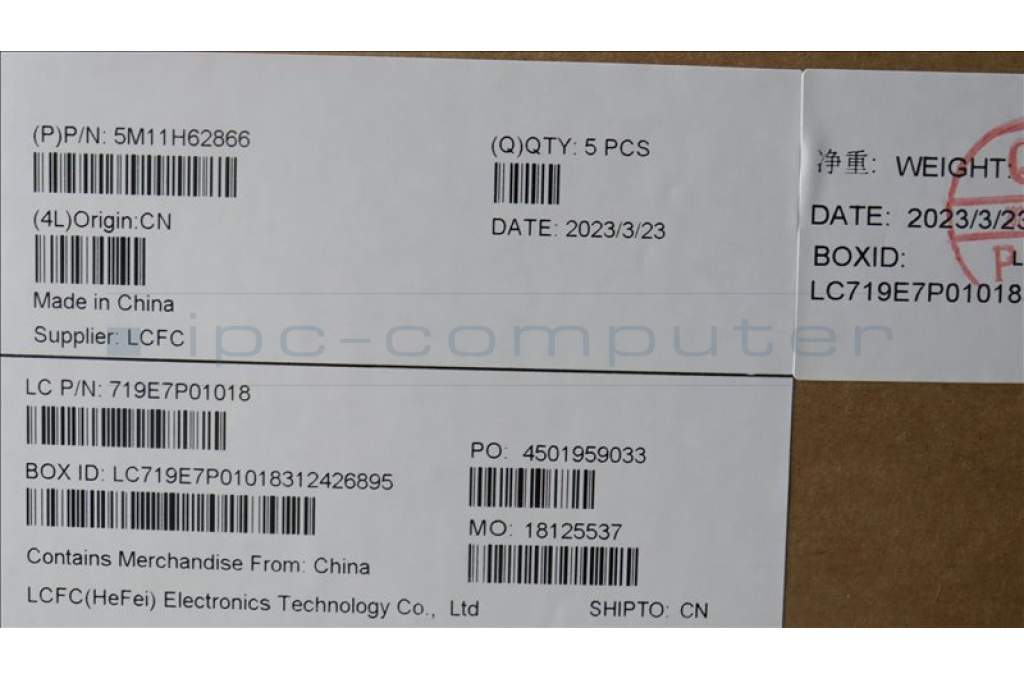 (P)P/N: 5M11H62866
(Q)QTY: 5 PCS
(4L)Origin:CN
DATE: 2023/3/23
Made in China
Supplier: LCFC
净重: WEIGHT:
DATE: 2023/3/23
BOXID:
LC719E7P01018
ipc-computer
LC P/N: 719E7P01018
PO: 4501959033
BOX ID: LC719E7P01018312426895
MO: 18125537
Contains Merchandise From: China
LCFC(HeFei) Electronics Technology Co., Ltd
SHIPTO: CN